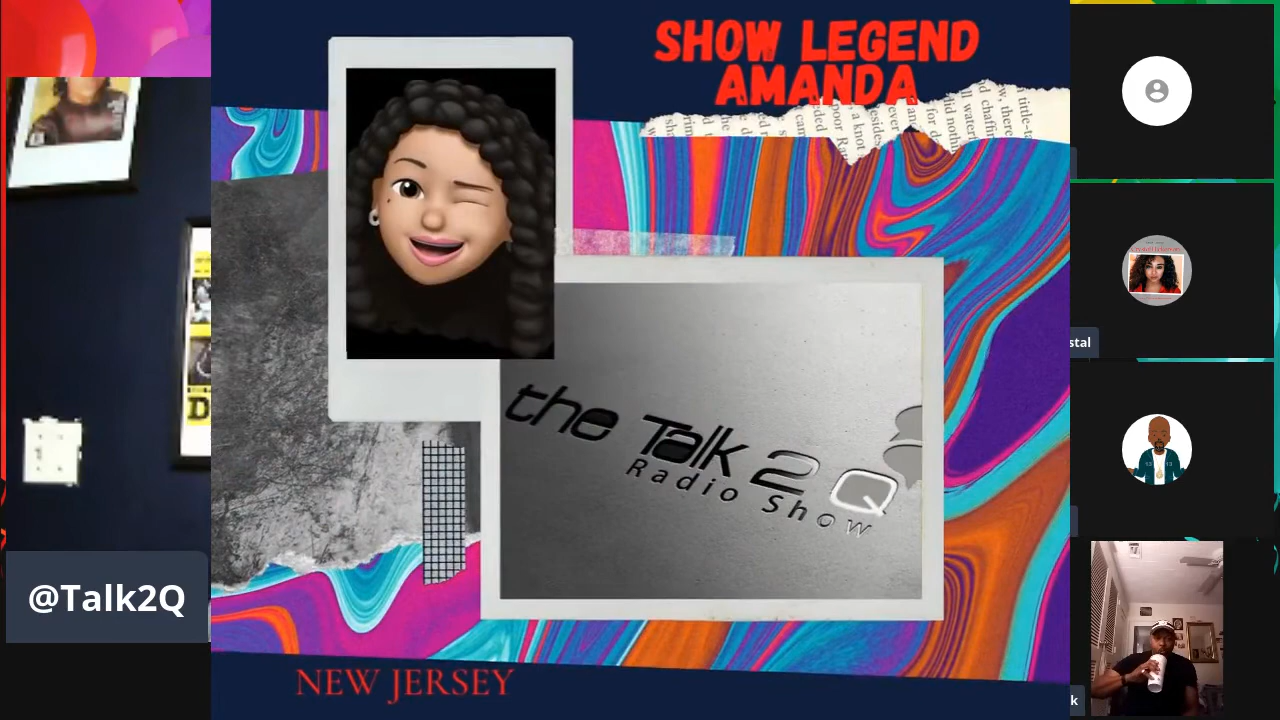 SHOW LEGEND
AMANDA
the Talk 2 Q
Radio Show
@Talk2Q
NEW JERSEY
stal
k
D